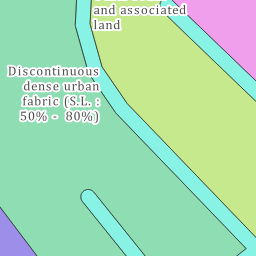 and associated
land
Discontinuous
dense urban
fabric (S.L. :
50% - 80%)